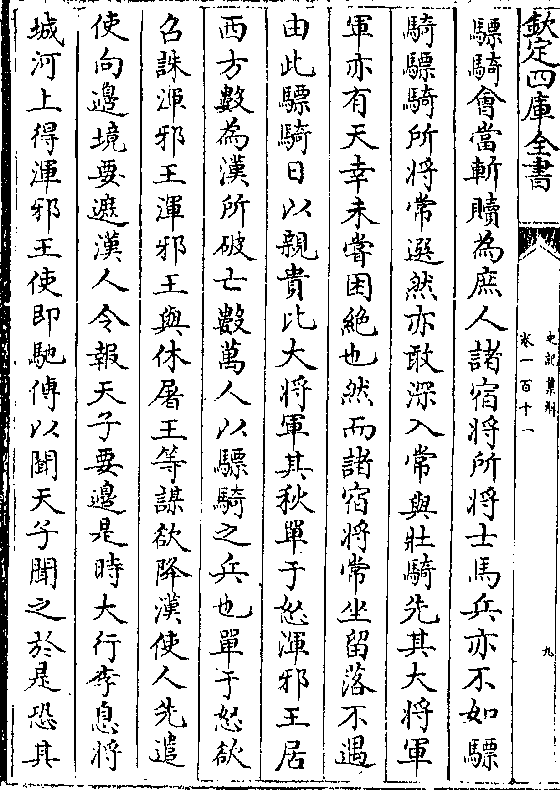 欽定四庫全書
史記集解
卷一百十一
九
驃騎會當斬贖為庶人諸宿將所將士馬兵亦不如驃
騎驃騎所將常選然亦敢深入常與壯騎先其大將軍
軍亦有天幸未嘗困絶也然而諸宿將常坐留落不遇
由此驃騎日以親貴比大將軍其秋單于怒渾邪王居
西方數為漢所破亡數萬人以驃騎之兵也單于怒欲
召誅渾邪王渾邪王與休屠王等謀欲降漢使人先遣
使向邊境要遮漢人令報天子要邊是時大行李息將
城河上得渾邪王使即馳傳以聞天子聞之於是恐其